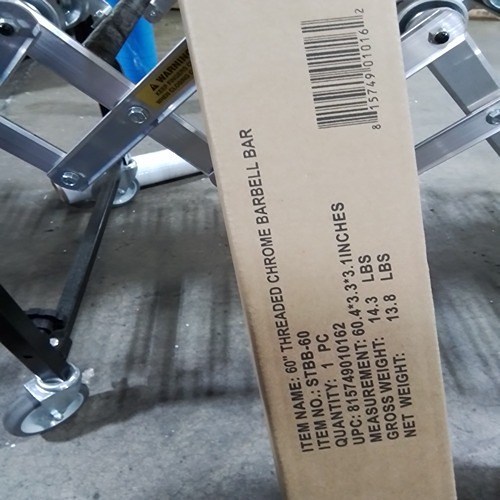 8 15749 01016 2
ITEM NAME: 60" THREADED CHROME BARBELL BAR
ITEM NO.: STBB-60
QUANTITY: 1 PC
UPC: 815749010162
MEASUREMENT: 60.4*3.3*3.1INCHES
GROSS WEIGHT: 14.3 LBS
NET WEIGHT: 13.8 LBS
WARNING